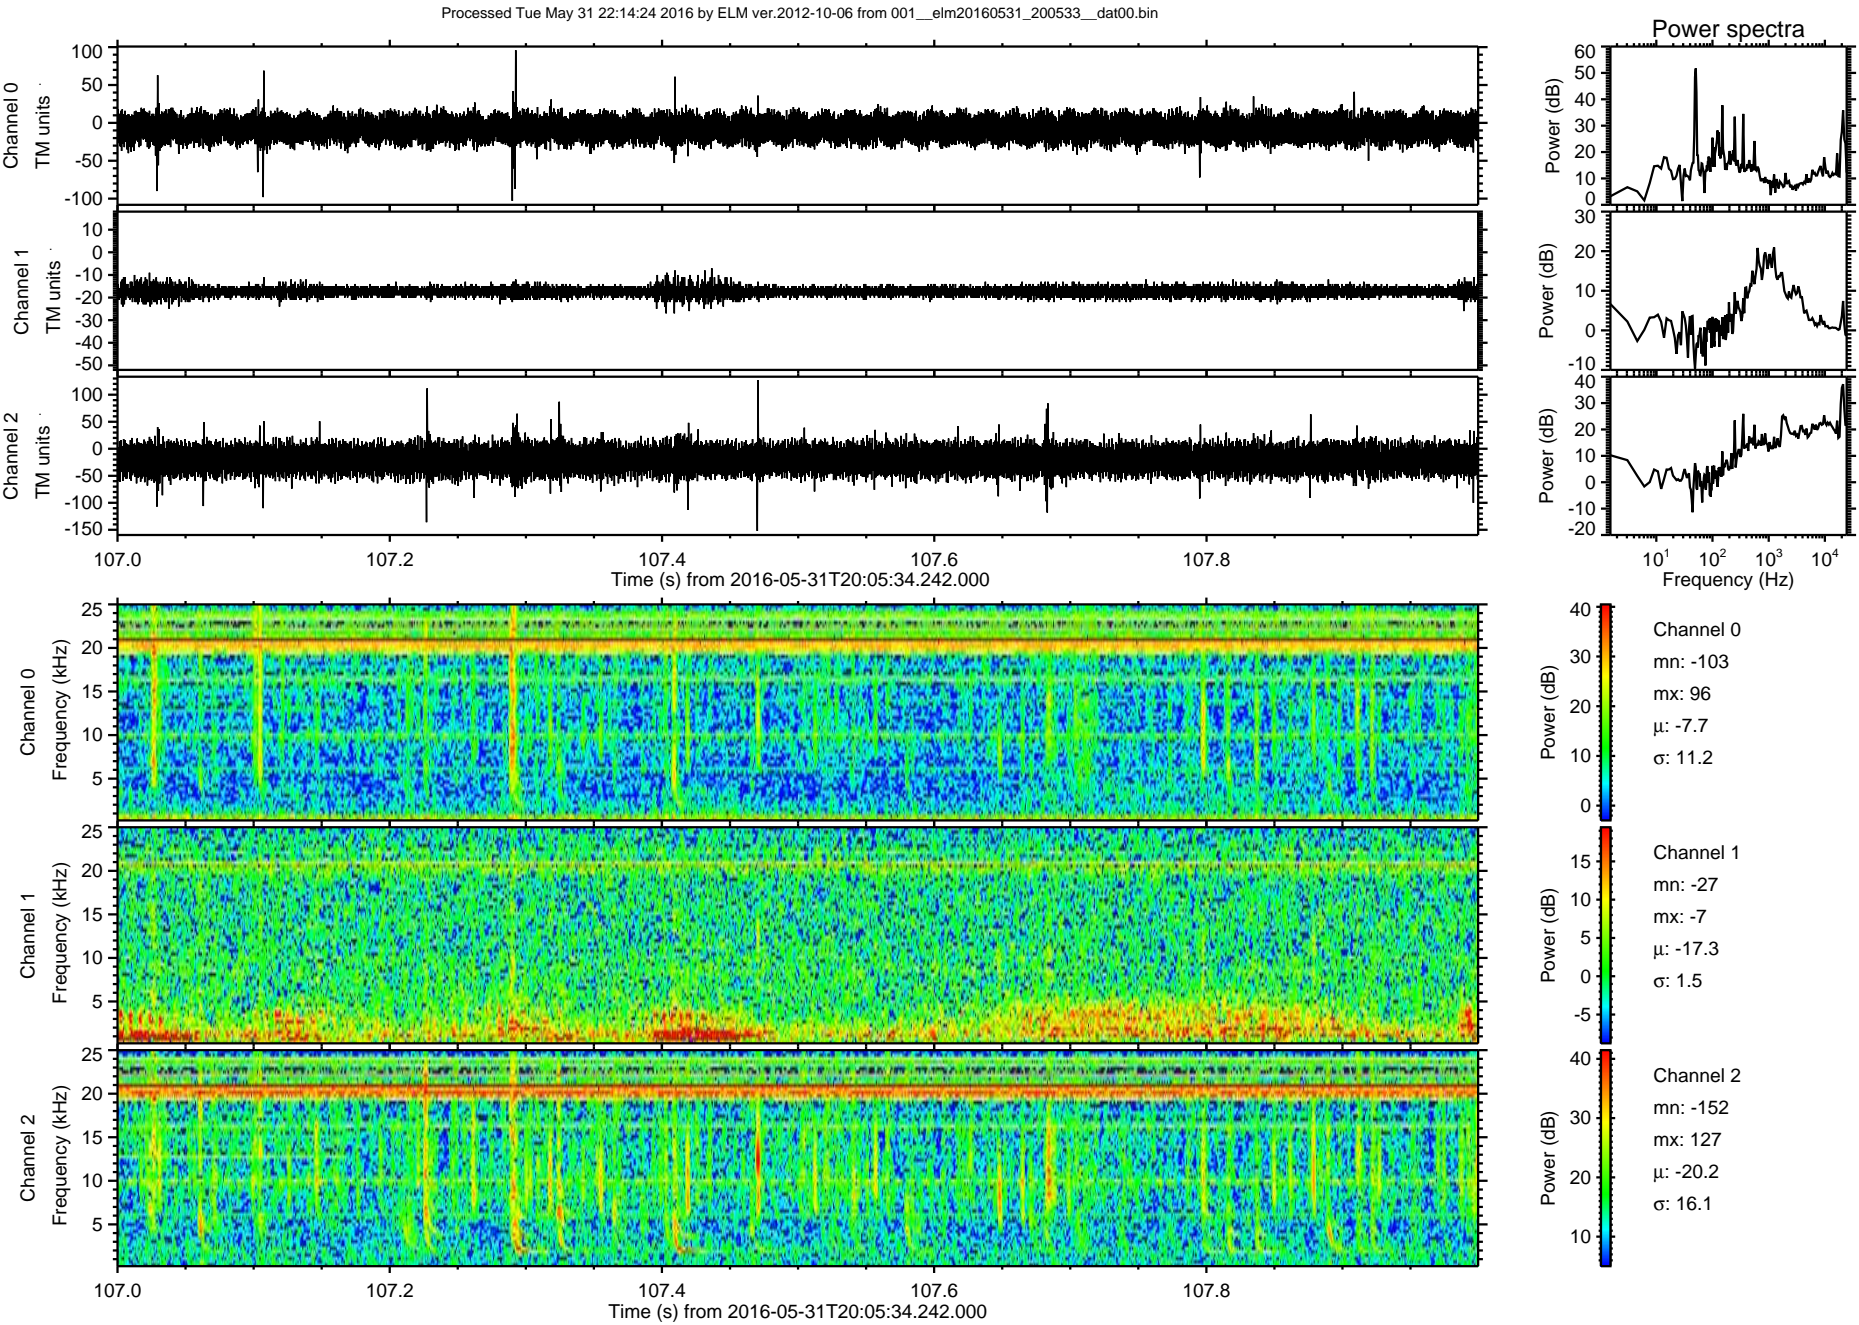 Processed Tue May 31 22:14:24 2016 by ELM ver.2012-10-06 from 001__elm20160531_200533__dat00.bin
Power spectra
Channel 0
TM units
100
50
0
-50
-100
Power (dB)
60
50
40
30
20
10
0
Channel 1
TM units
10
0
-10
-20
-30
-40
-50
Power (dB)
30
20
10
0
-10
Channel 2
TM units
100
50
0
-50
-100
-150
Power (dB)
40
30
20
10
0
-10
-20
107.0 107.2 107.4 107.6 107.8
Time (s) from 2016-05-31T20:05:34.242.000
10¹ 10² 10³ 10⁴
Frequency (Hz)
Channel 0
Frequency (kHz)
25
20
15
10
5
Power (dB)
40
30
20
10
0
Channel 0
mn: -103
mx: 96
μ: -7.7
σ: 11.2
Channel 1
Frequency (kHz)
25
20
15
10
5
Power (dB)
15
10
5
0
-5
Channel 1
mn: -27
mx: -7
μ: -17.3
σ: 1.5
Channel 2
Frequency (kHz)
25
20
15
10
5
Power (dB)
40
30
20
10
Channel 2
mn: -152
mx: 127
μ: -20.2
σ: 16.1
107.0 107.2 107.4 107.6 107.8
Time (s) from 2016-05-31T20:05:34.242.000